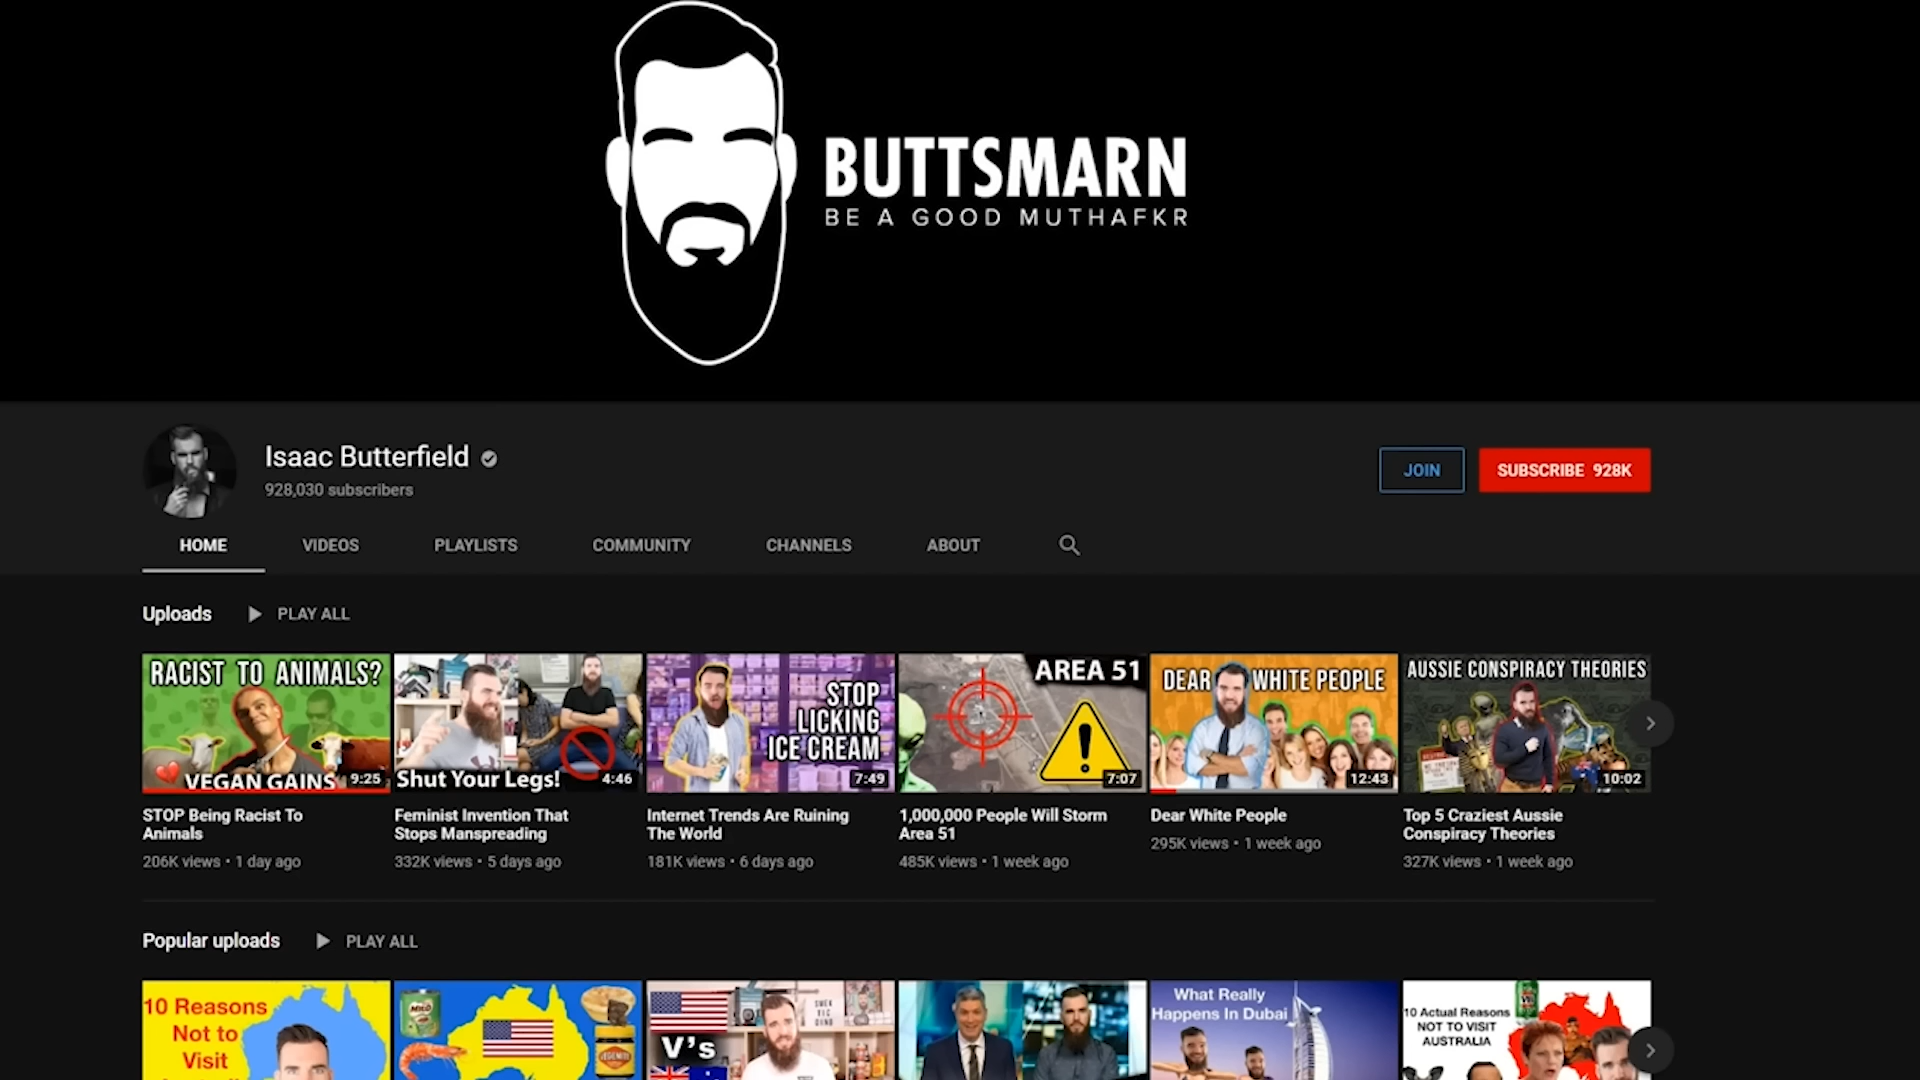 BUTTSMARN
BE A GOOD MUTHAFKR
Isaac Butterfield
928,030 subscribers
JOIN
SUBSCRIBE 928K
HOME
VIDEOS
PLAYLISTS
COMMUNITY
CHANNELS
ABOUT
Uploads
PLAY ALL
RACIST TO ANIMALS?
VEGAN GAINS
9:25
Shut Your Legs!
4:46
STOP
LICKING
ICE CREAM
7:49
AREA 51
7:07
DEAR WHITE PEOPLE
12:43
AUSSIE CONSPIRACY THEORIES
10:02
STOP Being Racist To
Animals
206K views • 1 day ago
Feminist Invention That
Stops Manspreading
332K views • 5 days ago
Internet Trends Are Ruining
The World
181K views • 6 days ago
1,000,000 People Will Storm
Area 51
485K views • 1 week ago
Dear White People
295K views • 1 week ago
Top 5 Craziest Aussie
Conspiracy Theories
327K views • 1 week ago
Popular uploads
PLAY ALL
10 Reasons
Not to
Visit
MILO
V's
What Really
Happens In Dubai
10 Actual Reasons
NOT TO VISIT
AUSTRALIA